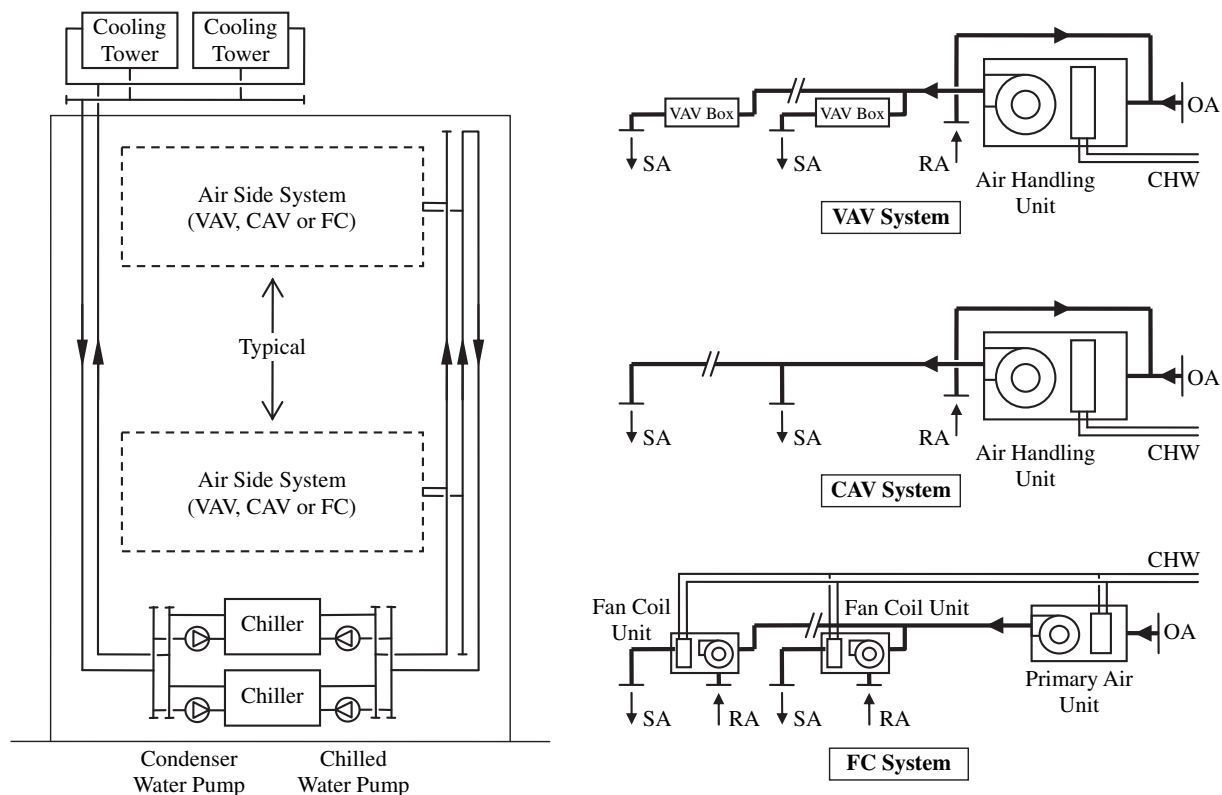 Cooling
Tower
Cooling
Tower
Air Side System
(VAV, CAV or FC)
Typical
Air Side System
(VAV, CAV or FC)
Chiller
Chiller
Condenser
Water Pump
Chilled
Water Pump
VAV Box
VAV Box
OA
SA
SA
RA
Air Handling
Unit
CHW
VAV System
OA
SA
SA
RA
Air Handling
Unit
CHW
CAV System
CHW
Fan Coil
Unit
Fan Coil Unit
OA
Primary Air
Unit
SA
RA
SA
RA
FC System